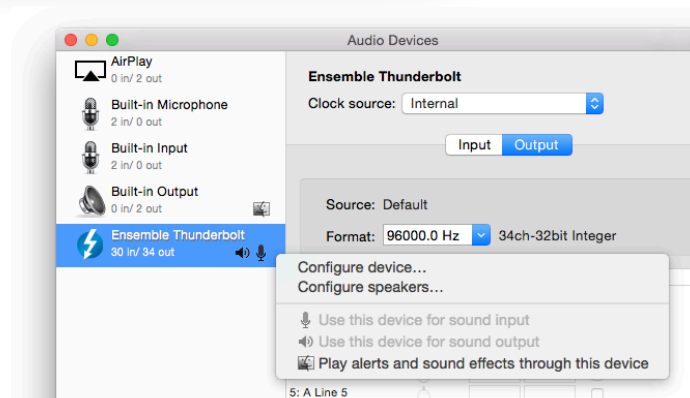 Audio Devices
AirPlay
0 in/ 2 out
Built-in Microphone
2 in/ 0 out
Built-in Input
2 in/ 0 out
Built-in Output
0 in/ 2 out
Ensemble Thunderbolt
30 in/ 34 out
Ensemble Thunderbolt
Clock source: Internal
Input Output
Source: Default
Format: 96000.0 Hz 34ch-32bit Integer
Configure device...
Configure speakers...
Use this device for sound input
Use this device for sound output
Play alerts and sound effects through this device
5: A Line 5